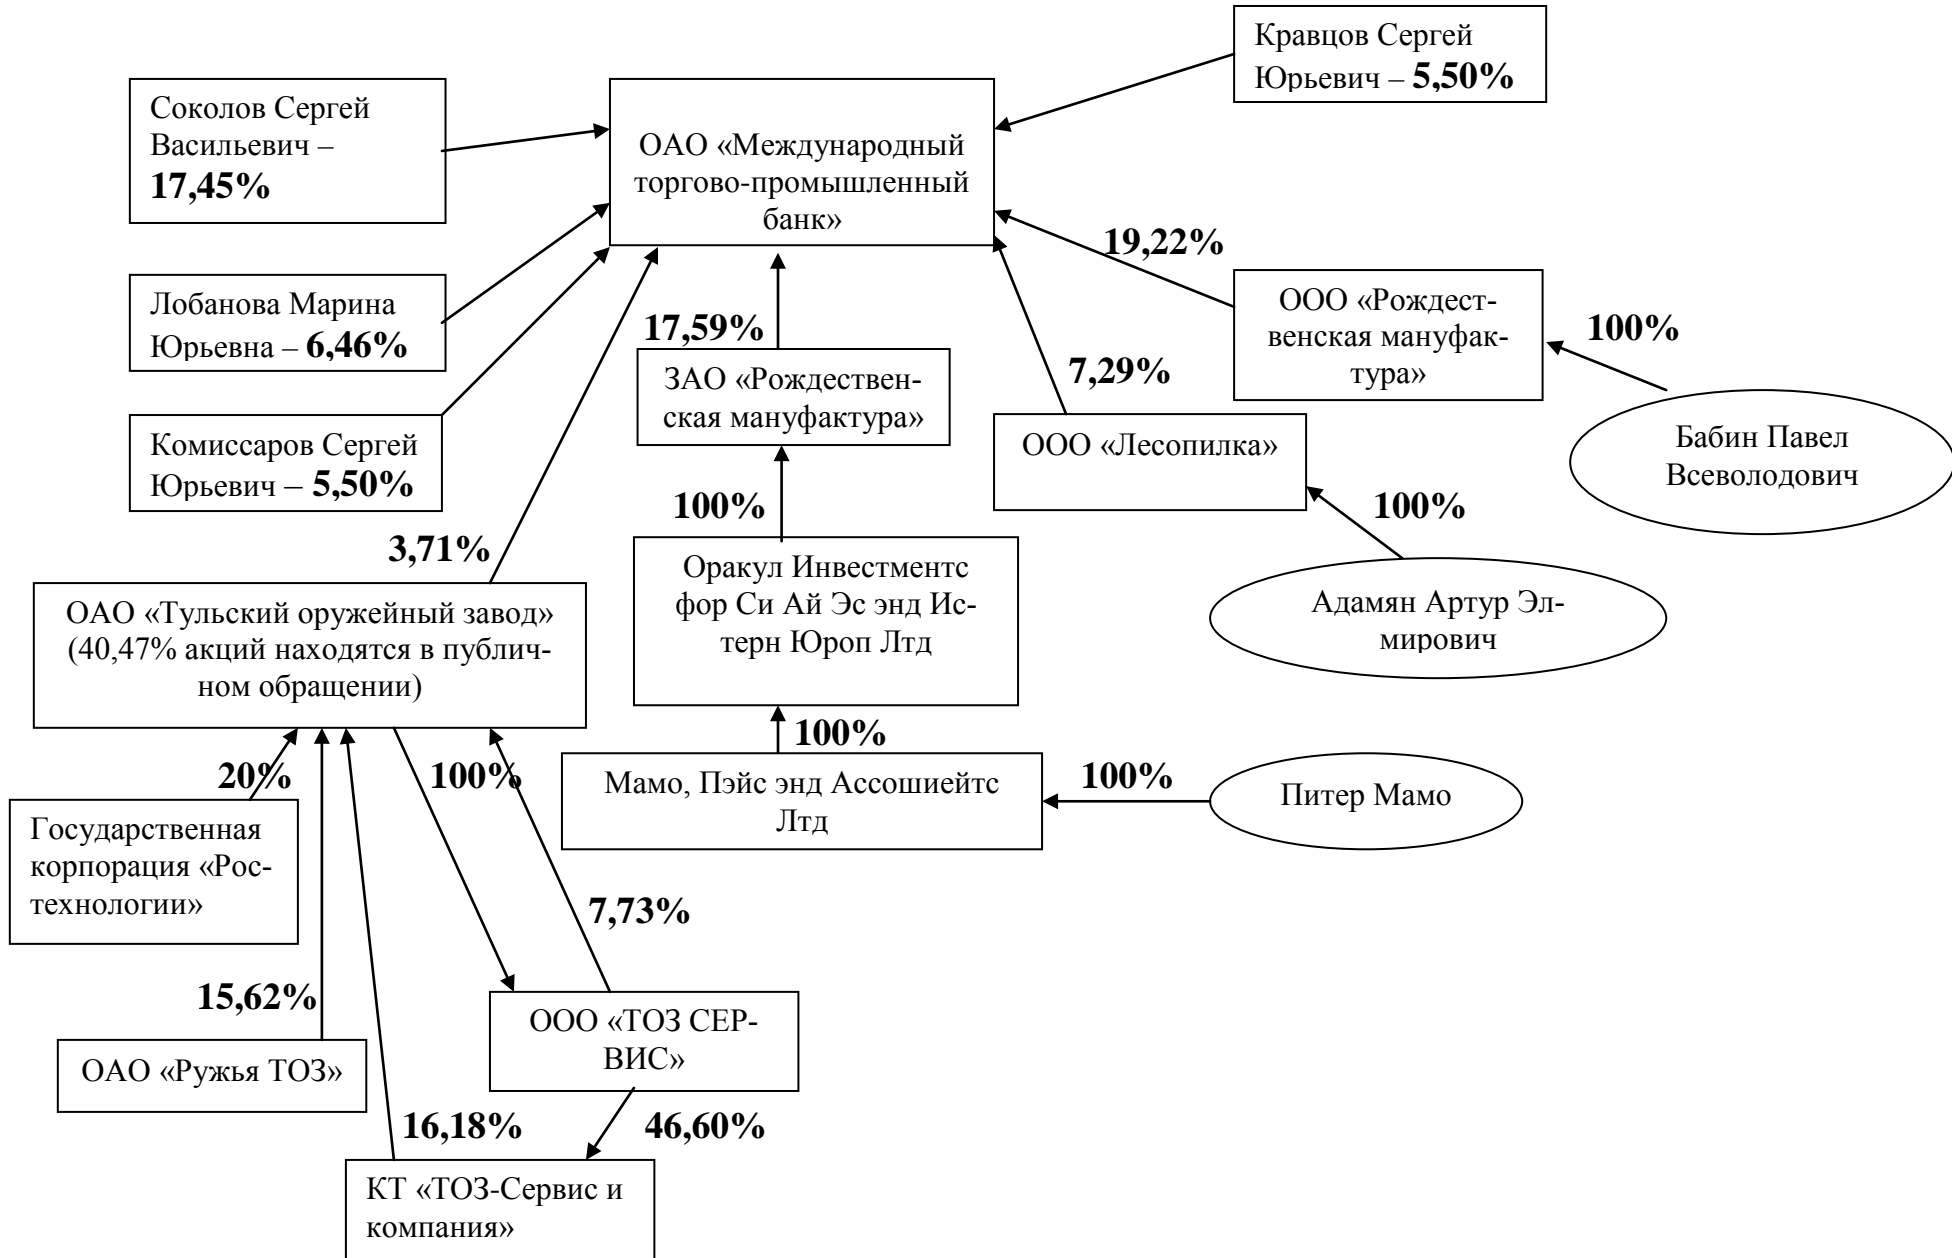 Кравцов Сергей
Юрьевич – 5,50%
Соколов Сергей
Васильевич –
17,45%
ОАО «Международный
торгово-промышленный
банк»
19,22%
Лобанова Марина
Юрьевна – 6,46%
17,59%
ООО «Рождест-
венская мануфак-
тура»
100%
ЗАО «Рождествен-
ская мануфактура»
7,29%
Комиссаров Сергей
Юрьевич – 5,50%
ООО «Лесопилка»
Бабин Павел
Всеволодович
100%
100%
3,71%
Оракул Инвестментс
фор Си Ай Эс энд Ис-
терн Юроп Лтд
Адамян Артур Эл-
мирович
ОАО «Тульский оружейный завод»
(40,47% акций находятся в публич-
ном обращении)
100%
20%
100%
Мамо, Пэйс энд Ассошиейтс
Лтд
100%
Питер Мамо
Государственная
корпорация «Рос-
технологии»
7,73%
15,62%
ООО «ТОЗ СЕР-
ВИС»
ОАО «Ружья ТОЗ»
16,18%
46,60%
КТ «ТОЗ-Сервис и
компания»